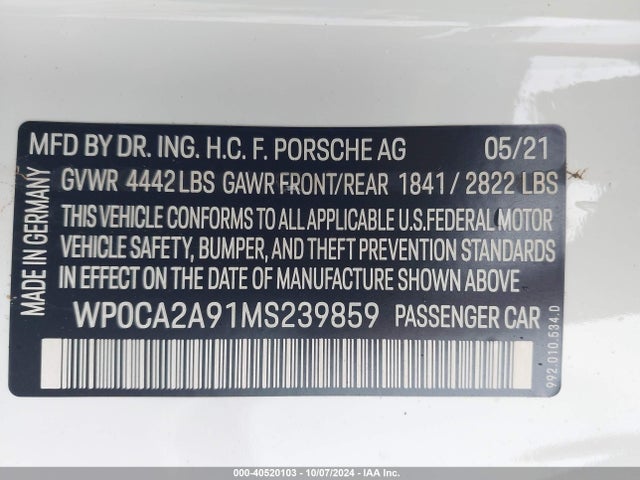 MFD BY DR. ING. H.C. F. PORSCHE AG 05/21
GVWR 4442 LBS GAWR FRONT/REAR 1841 / 2822 LBS
THIS VEHICLE CONFORMS TO ALL APPLICABLE U.S. FEDERAL MOTOR
VEHICLE SAFETY, BUMPER, AND THEFT PREVENTION STANDARDS
IN EFFECT ON THE DATE OF MANUFACTURE SHOWN ABOVE.
WP0CA2A91MS239859 PASSENGER CAR
MADE IN GERMANY
992.010.534.0
000-40520103 - 10/07/2024 - IAAI.com